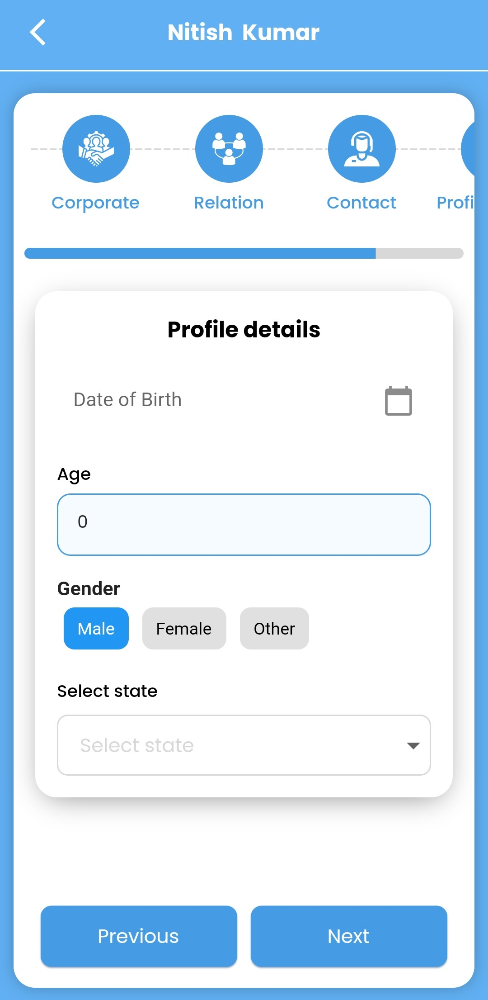 Nitish Kumar
Corporate Relation Contact Profi
Profile details
Date of Birth
Age
0
Gender
Male Female Other
Select state
Select state
Previous Next